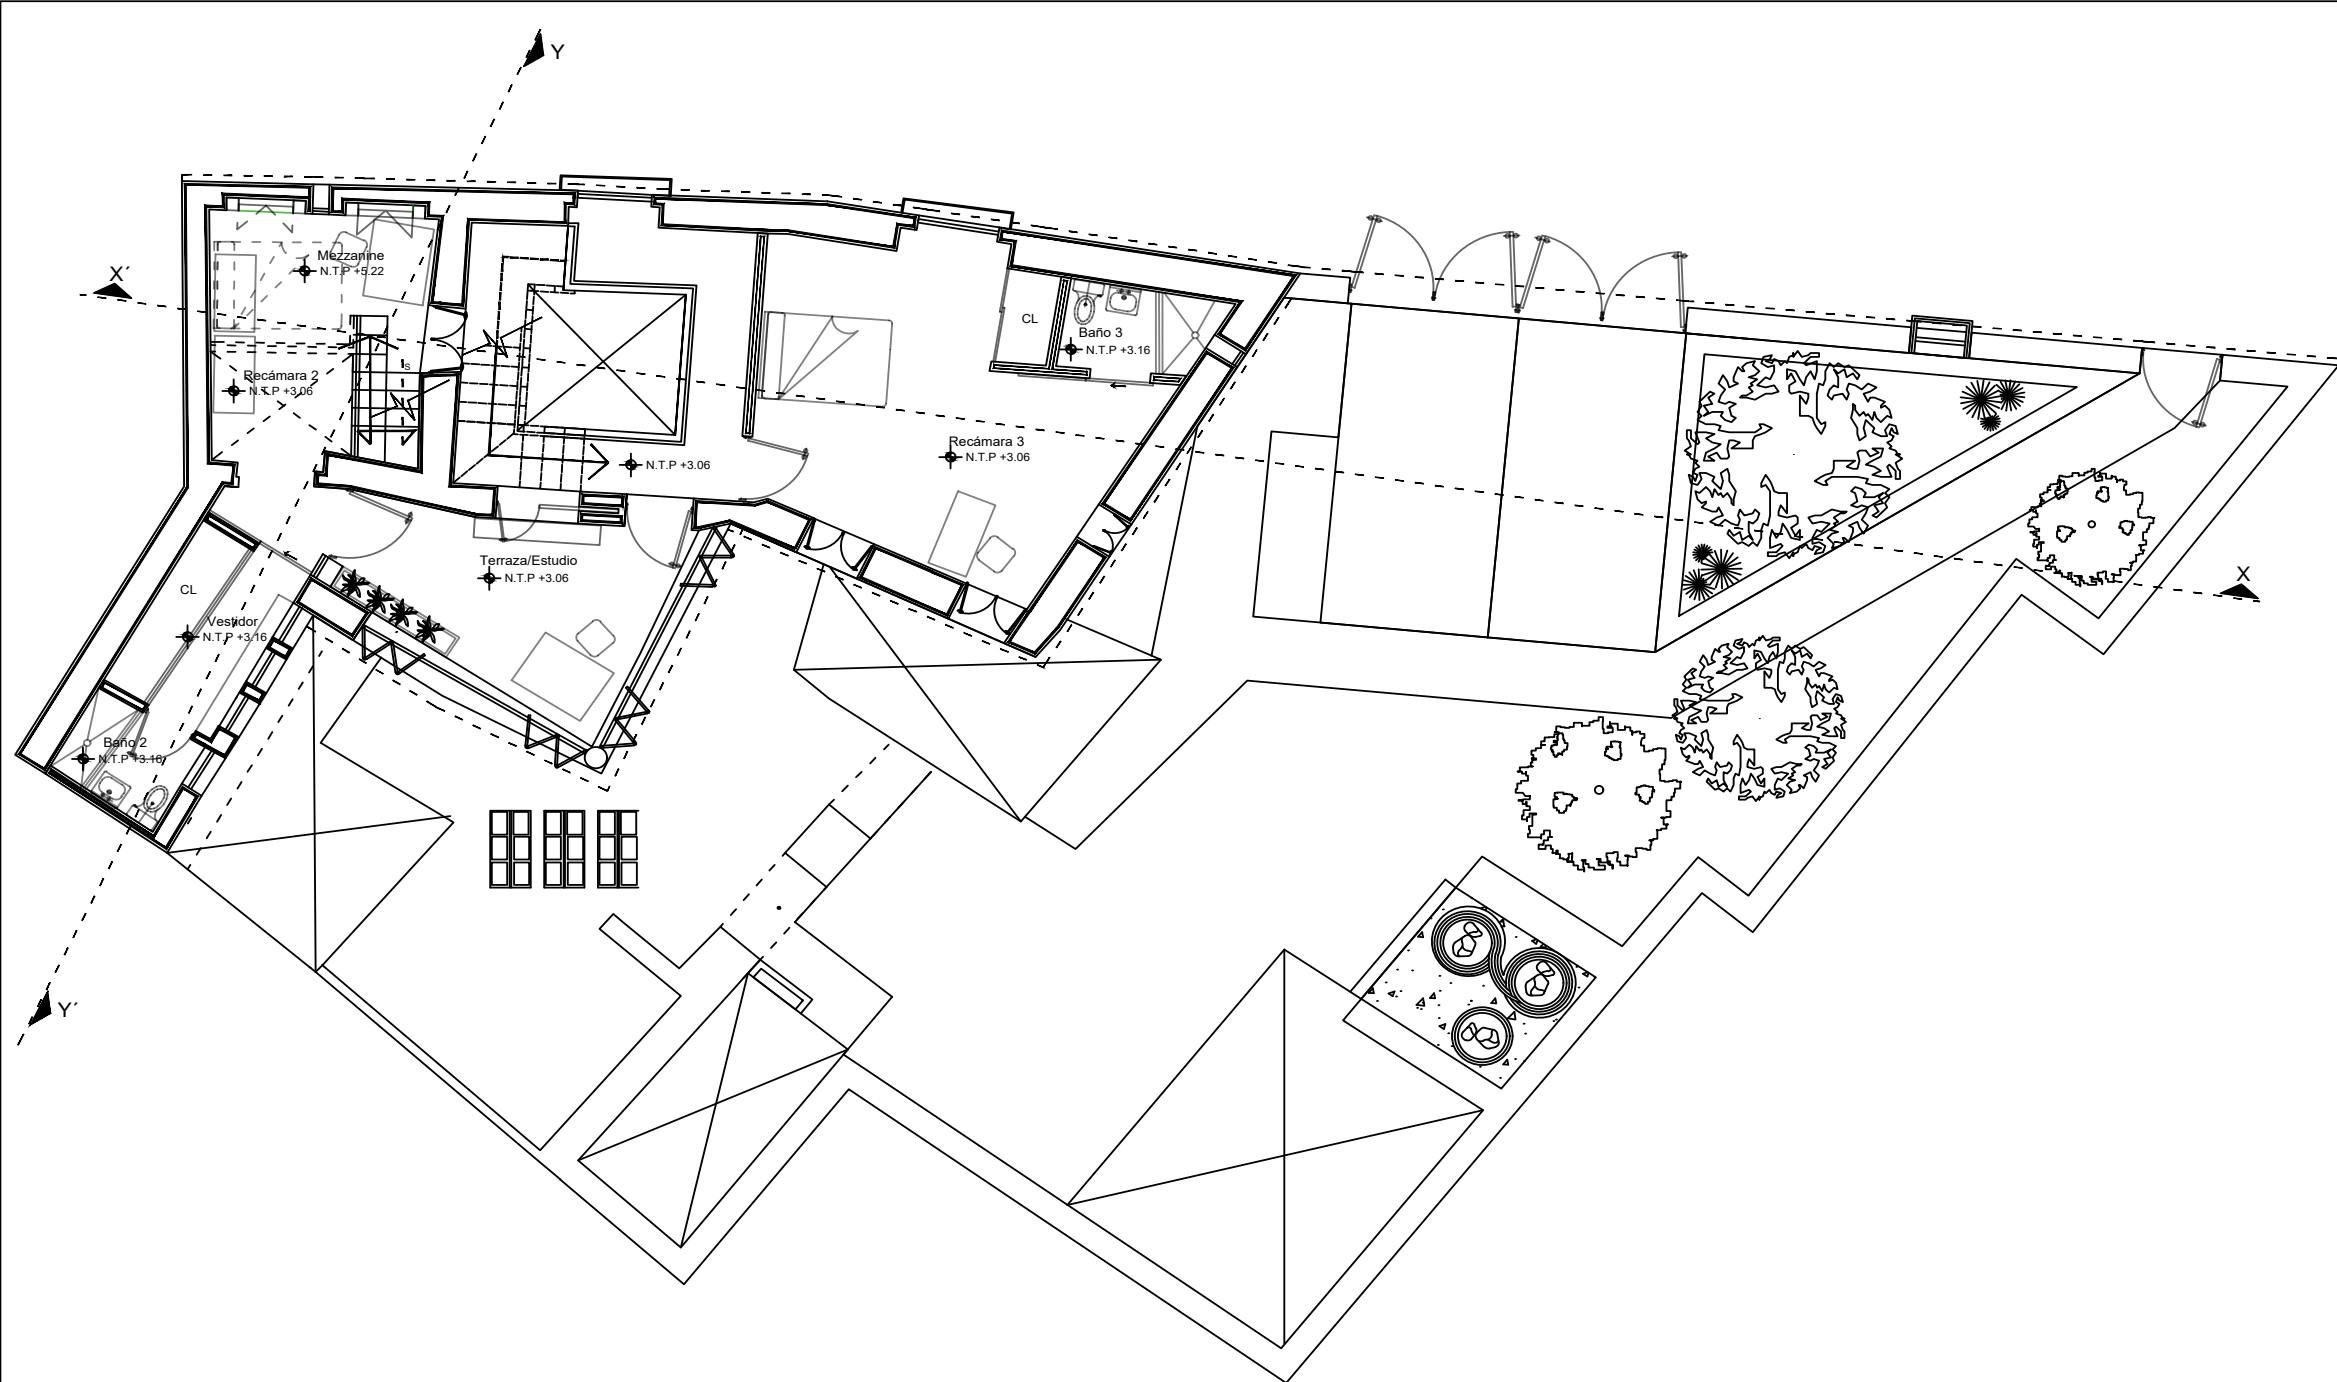 Y
X´
Mezzanine
N.T.P +5.22
CL
Baño 3
N.T.P +3.16
S
Recámara 2
N.T.P +3.06
Recámara 3
N.T.P +3.06
N.T.P +3.06
Terraza/Estudio
N.T.P +3.06
X
CL
Vestidor
N.T.P +3.16
Baño 2
N.T.P +3.16
Y´